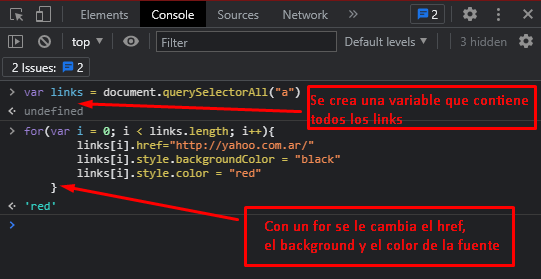 Elements Console Sources Network 2
top Filter Default levels 3 hidden
2 Issues: 2
var links = document.querySelectorAll("a")
Se crea una variable que contiene
todos los links
undefined
for(var i = 0; i < links.length; i++){
links[i].href="http://yahoo.com.ar/"
links[i].style.backgroundColor = "black"
links[i].style.color = "red"
}
'red'
Con un for se le cambia el href,
el background y el color de la fuente